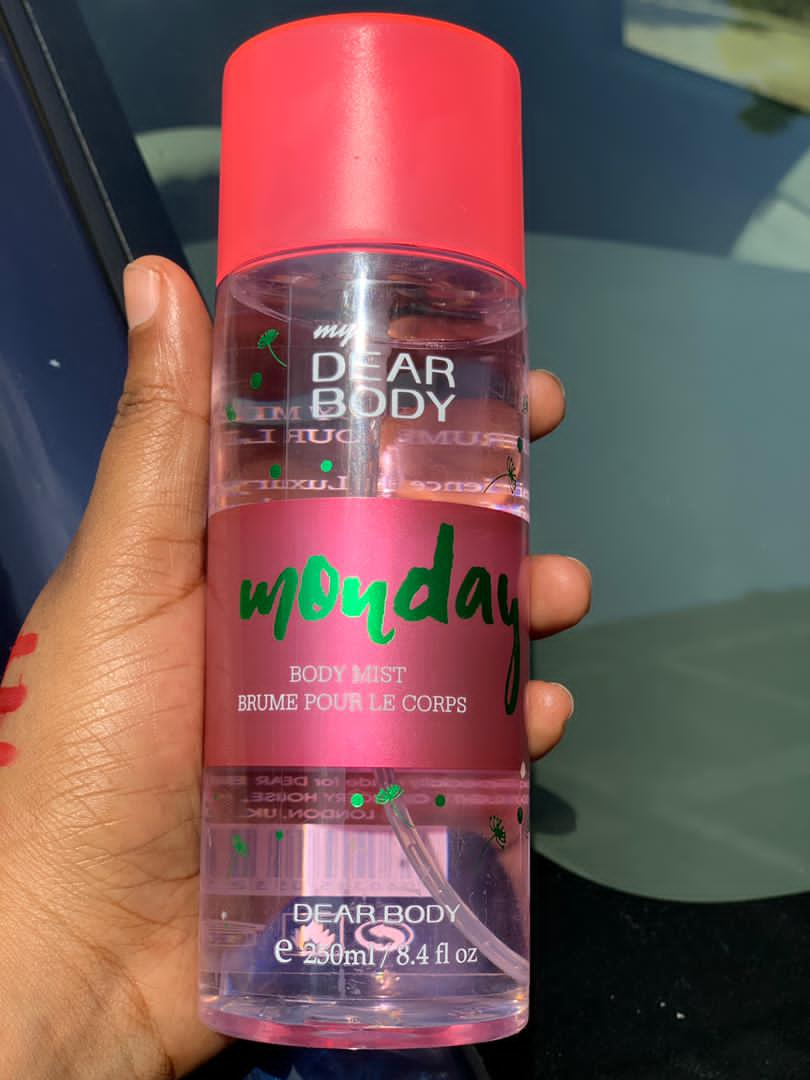 my
DEAR
BODY
monday
BODY MIST
BRUME POUR LE CORPS
LONDON, UK
DEAR BODY
e 250ml / 8.4 fl oz